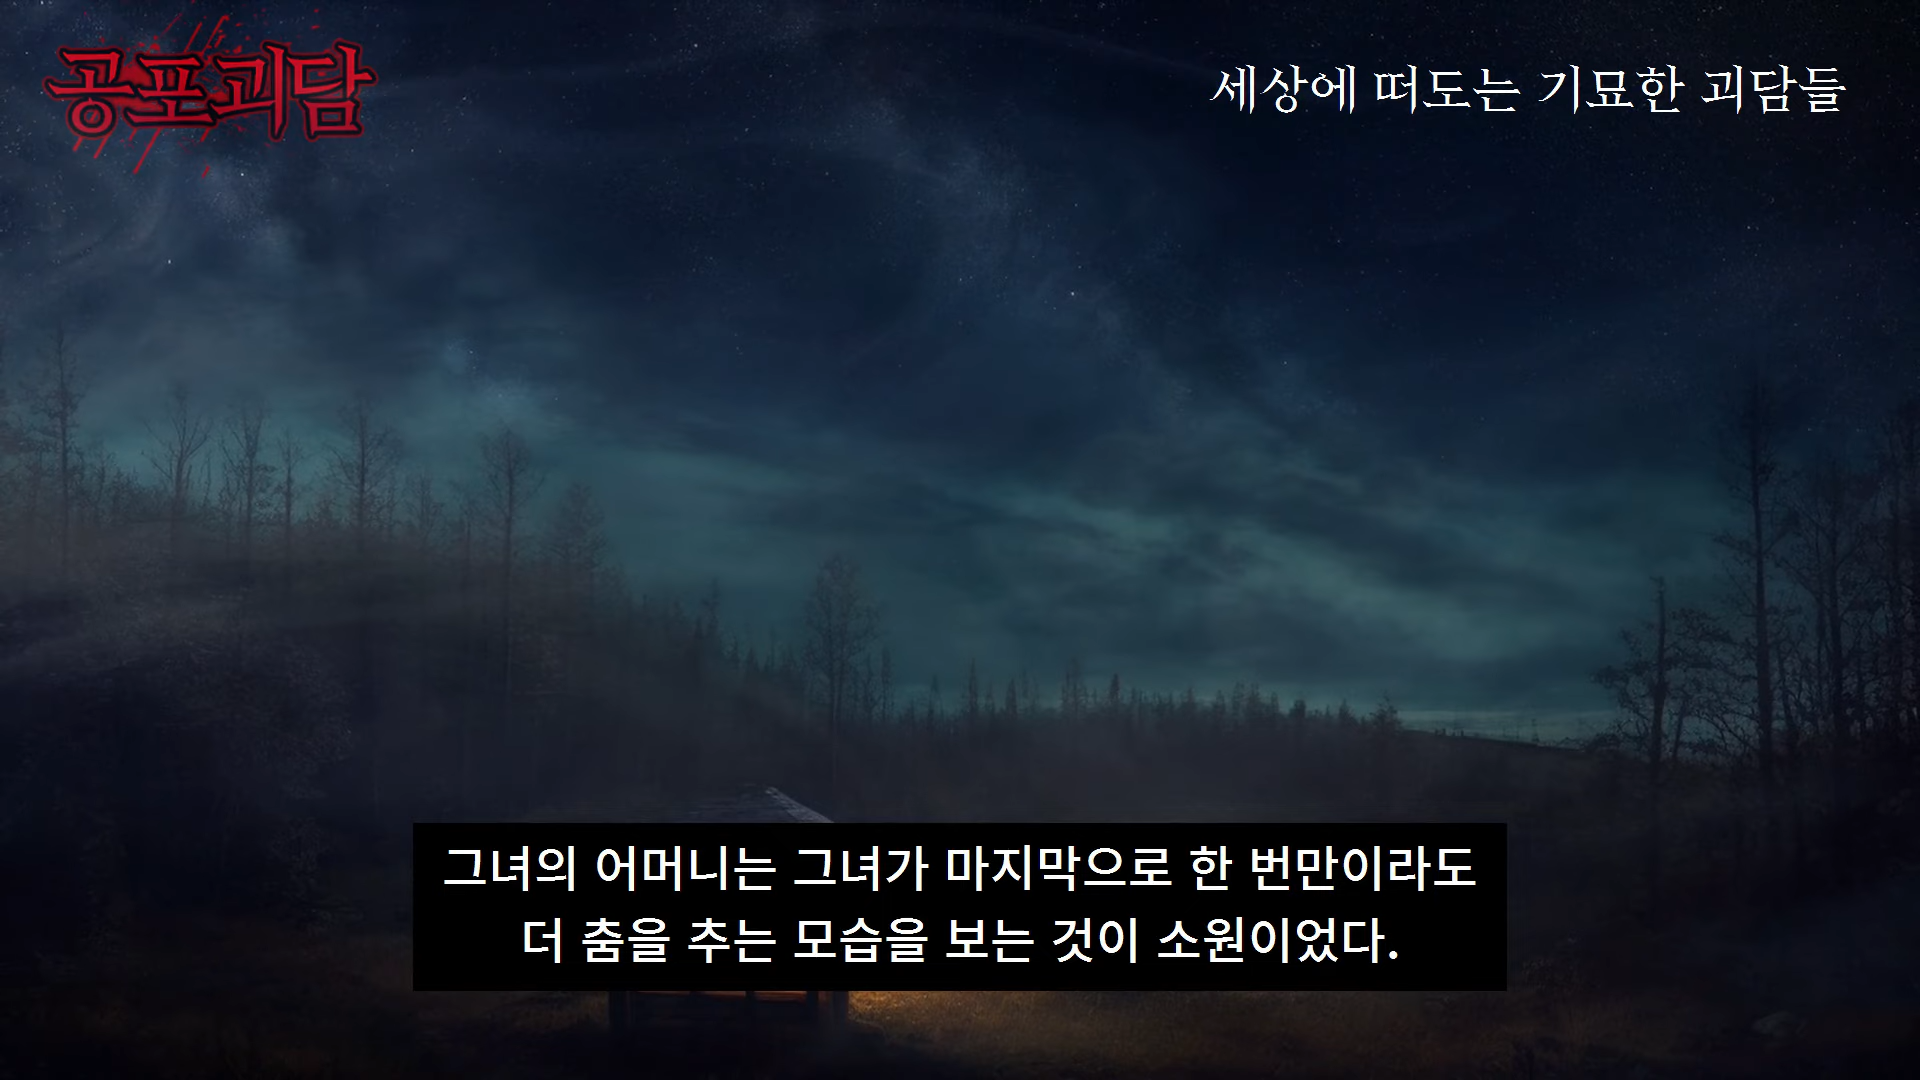 공포괴담
세상에 떠도는 기묘한 괴담들
그녀의 어머니는 그녀가 마지막으로 한 번만이라도
더 춤을 추는 모습을 보는 것이 소원이었다.